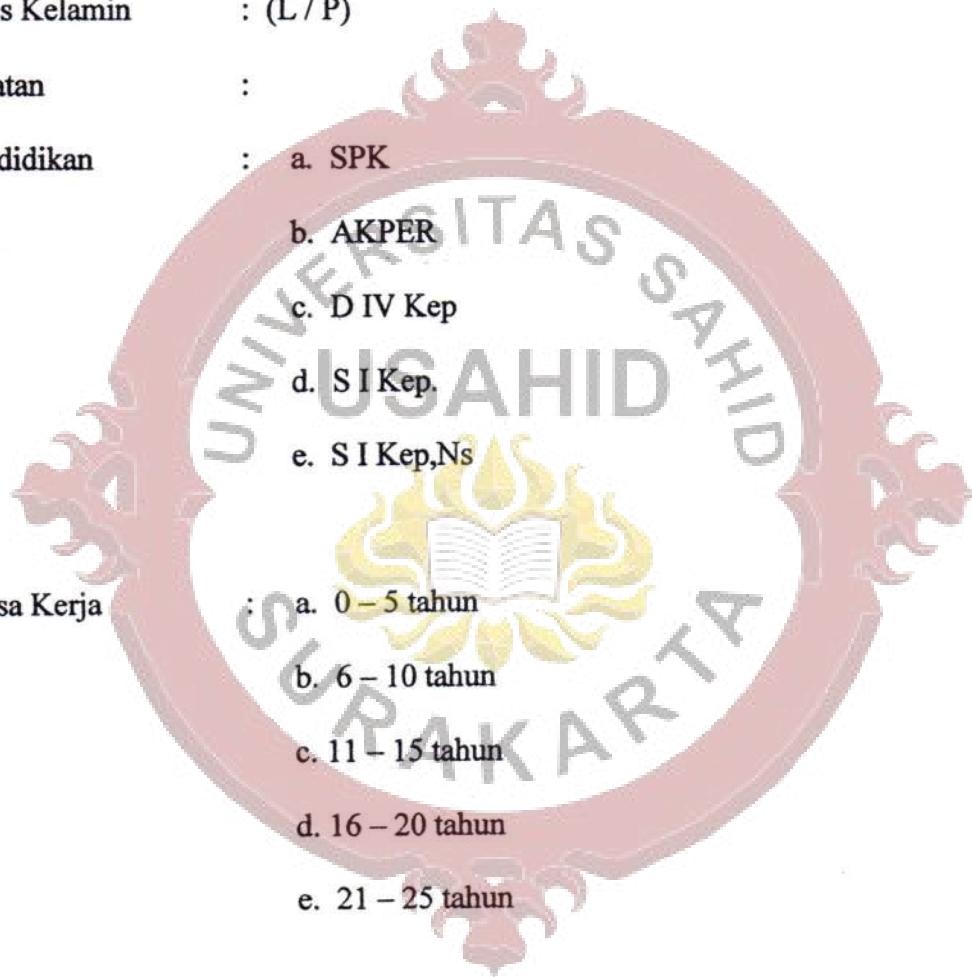 s Kelamin : (L / P)
atan :
didikan : a. SPK
b. AKPER
c. D IV Kep
d. S I Kep.
e. S I Kep,Ns
sa Kerja : a. 0 – 5 tahun
b. 6 – 10 tahun
c. 11 – 15 tahun
d. 16 – 20 tahun
e. 21 – 25 tahun
UNIVERSITAS SAHID
USAHID
SURAKARTA